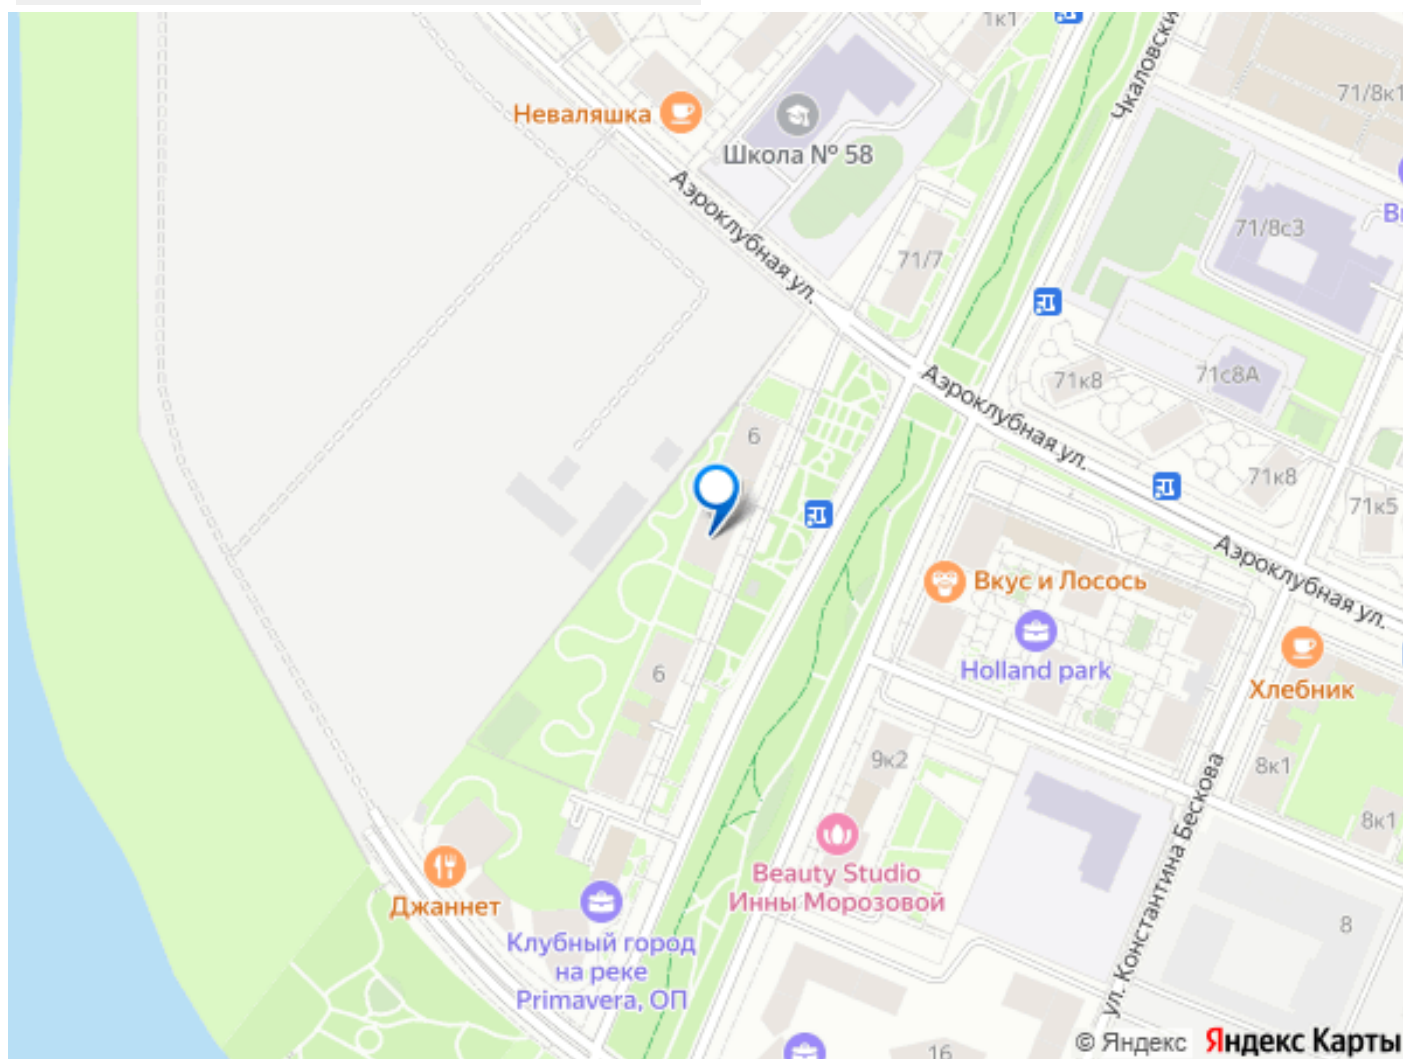 1к1
Чкаловски
71/8к1
Неваляшка
Школа № 58
Аэроклубная ул.
71/7
71/8с3
Аэроклубная ул.
71к8
71с8А
6
71к8
71к5
Аэроклубная ул.
Вкус и Лосось
Holland park
Хлебник
6
9к2
8к1
8к1
ул. Константина Бескова
Beauty Studio
Инны Морозовой
Джаннет
Клубный город
на реке
Primavera, ОП
8
16
© Яндекс Яндекс Карты